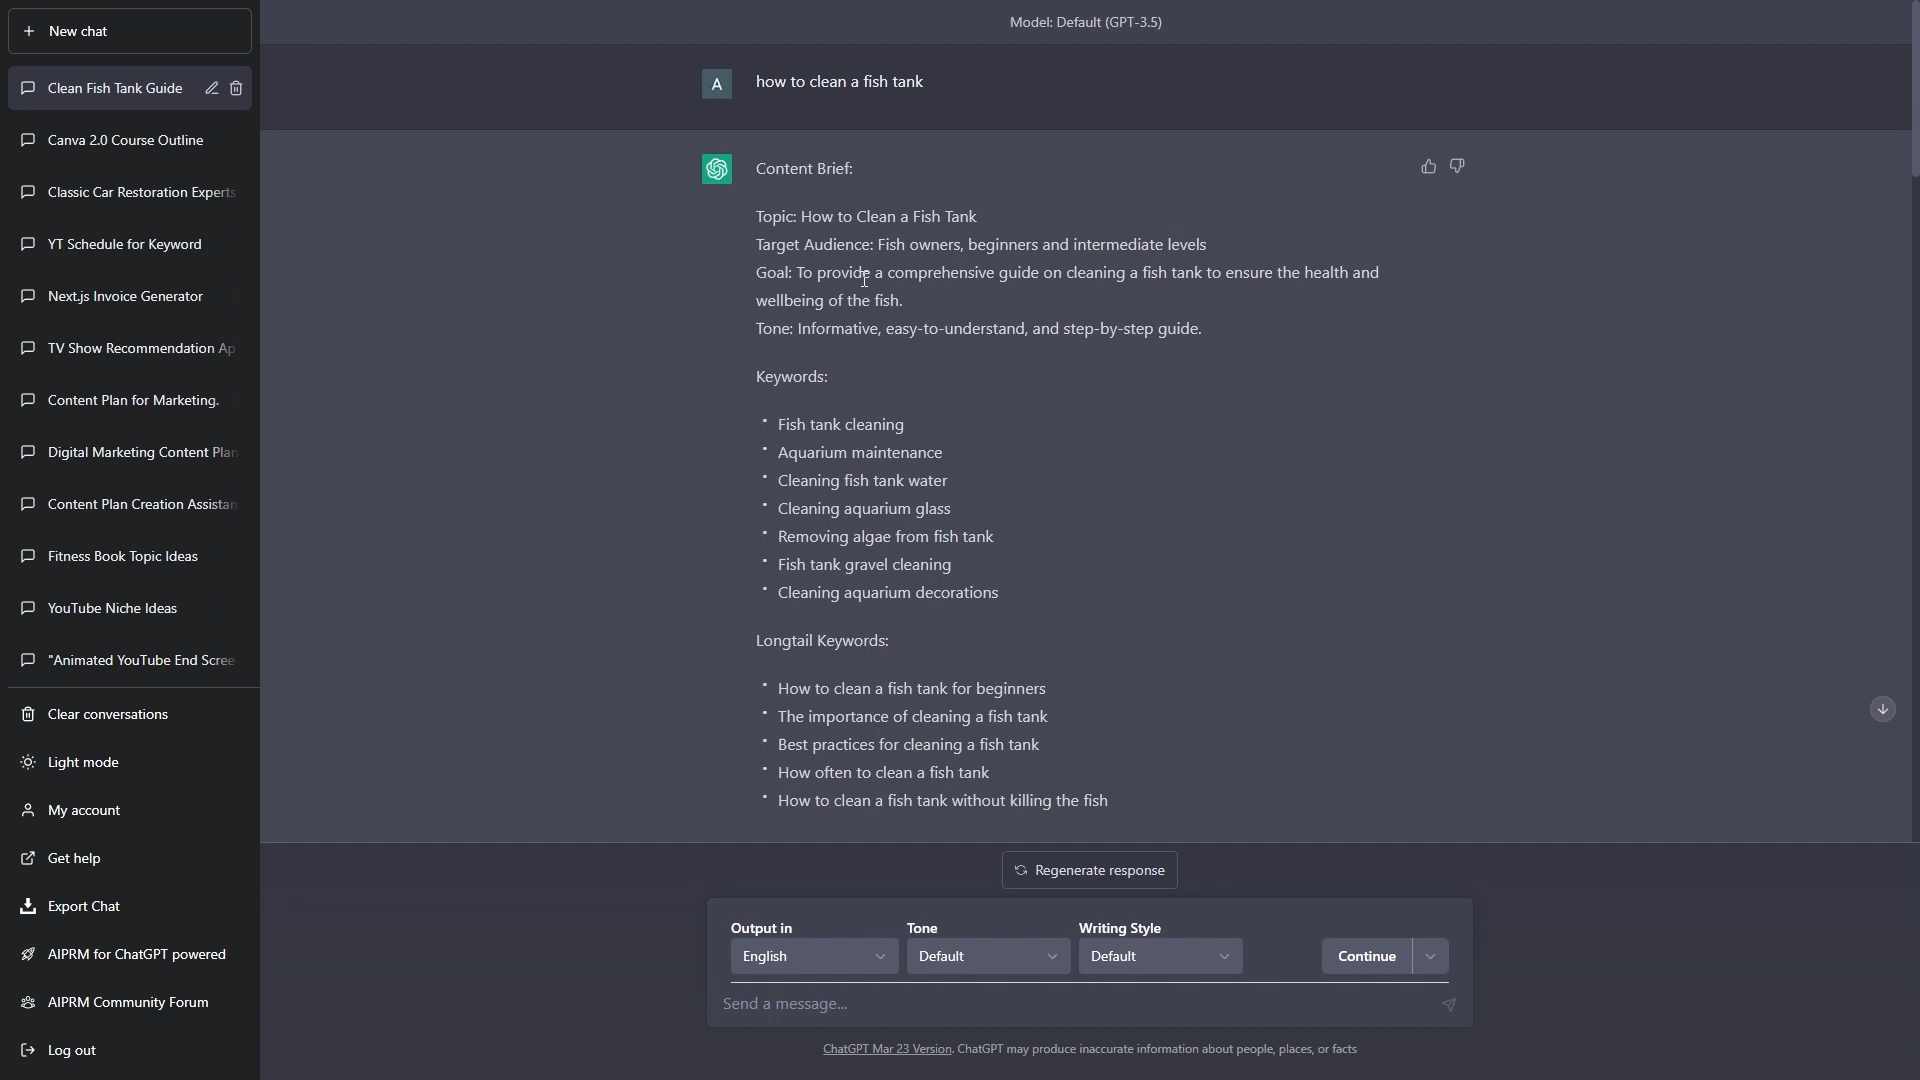 New chat
Clean Fish Tank Guide
Canva 2.0 Course Outline
Classic Car Restoration Experts
YT Schedule for Keyword
Next.js Invoice Generator
TV Show Recommendation Ap
Content Plan for Marketing.
Digital Marketing Content Plan
Content Plan Creation Assistan
Fitness Book Topic Ideas
YouTube Niche Ideas
"Animated YouTube End Scree
Clear conversations
Light mode
My account
Get help
Export Chat
AIPRM for ChatGPT powered
AIPRM Community Forum
Log out
Model: Default (GPT-3.5)
A
how to clean a fish tank
Content Brief:
Topic: How to Clean a Fish Tank
Target Audience: Fish owners, beginners and intermediate levels
Goal: To provide a comprehensive guide on cleaning a fish tank to ensure the health and
wellbeing of the fish.
Tone: Informative, easy-to-understand, and step-by-step guide.
Keywords:
• Fish tank cleaning
• Aquarium maintenance
• Cleaning fish tank water
• Cleaning aquarium glass
• Removing algae from fish tank
• Fish tank gravel cleaning
• Cleaning aquarium decorations
Longtail Keywords:
• How to clean a fish tank for beginners
• The importance of cleaning a fish tank
• Best practices for cleaning a fish tank
• How often to clean a fish tank
• How to clean a fish tank without killing the fish
Regenerate response
Output in Tone Writing Style
English Default Default Continue
Send a message...
ChatGPT Mar 23 Version. ChatGPT may produce inaccurate information about people, places, or facts